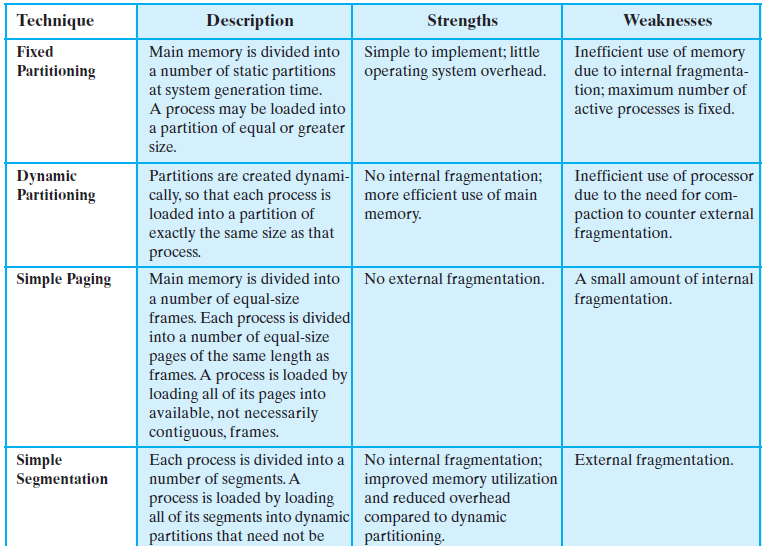 Technique
Description
Strengths
Weaknesses
Fixed
Partitioning
Main memory is divided into
a number of static partitions
at system generation time.
A process may be loaded into
a partition of equal or greater
size.
Simple to implement; little
operating system overhead.
Inefficient use of memory
due to internal fragmenta-
tion; maximum number of
active processes is fixed.
Dynamic
Partitioning
Partitions are created dynami-
cally, so that each process is
loaded into a partition of
exactly the same size as that
process.
No internal fragmentation;
more efficient use of main
memory.
Inefficient use of processor
due to the need for com-
paction to counter external
fragmentation.
Simple Paging
Main memory is divided into
a number of equal-size
frames. Each process is divided
into a number of equal-size
pages of the same length as
frames. A process is loaded by
loading all of its pages into
available, not necessarily
contiguous, frames.
No external fragmentation.
A small amount of internal
fragmentation.
Simple
Segmentation
Each process is divided into a
number of segments. A
process is loaded by loading
all of its segments into dynamic
partitions that need not be
No internal fragmentation;
improved memory utilization
and reduced overhead
compared to dynamic
partitioning.
External fragmentation.